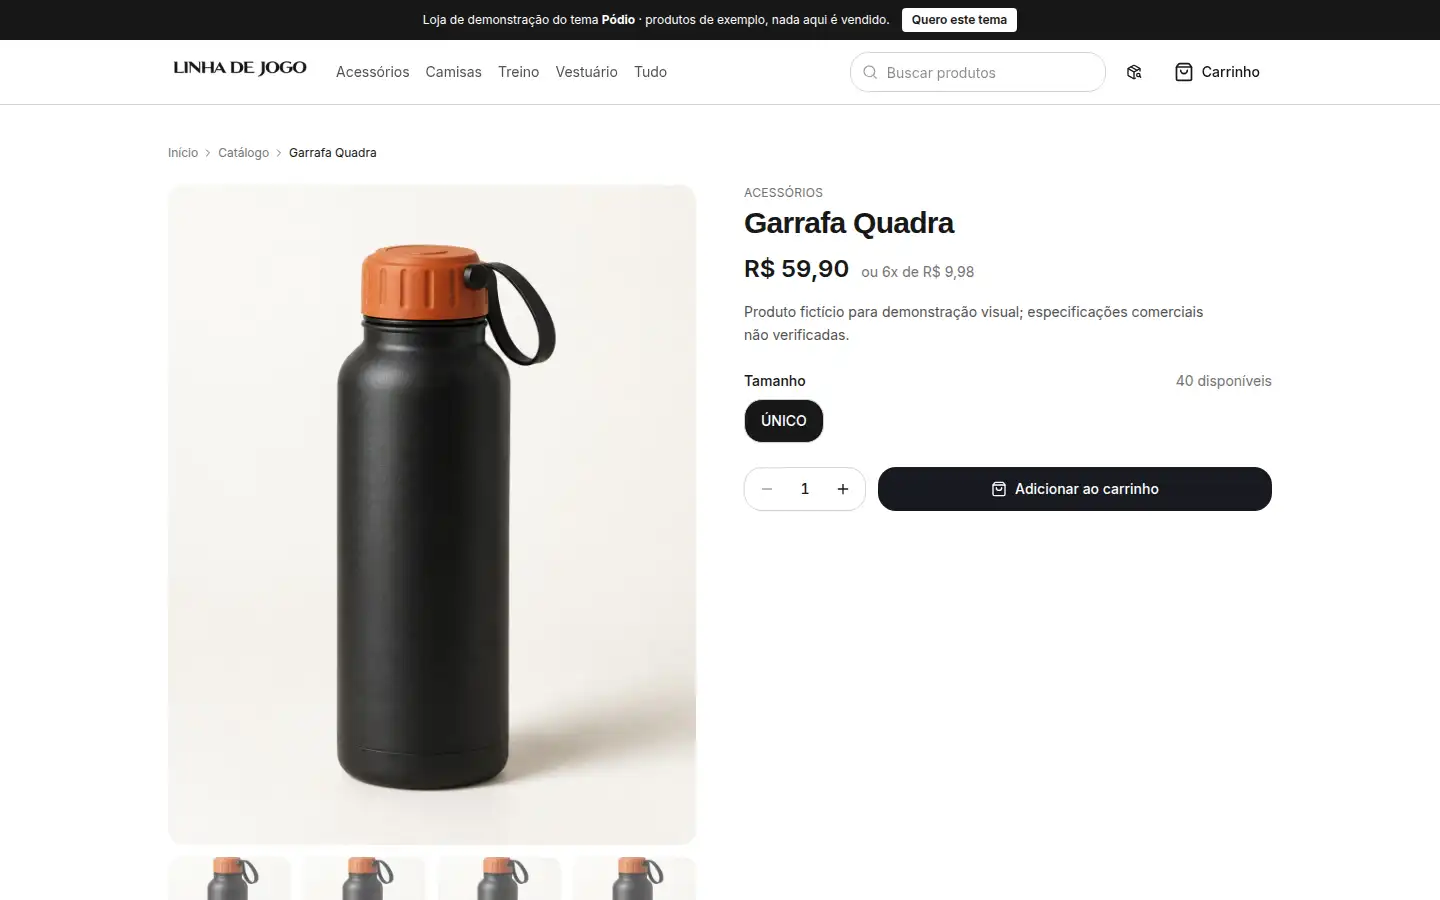 Loja de demonstração do tema Pódio · produtos de exemplo, nada aqui é vendido. Quero este tema
LINHA DE JOGO Acessórios Camisas Treino Vestuário Tudo Buscar produtos Carrinho
Início > Catálogo > Garrafa Quadra
ACESSÓRIOS
Garrafa Quadra
R$ 59,90 ou 6x de R$ 9,98
Produto fictício para demonstração visual; especificações comerciais
não verificadas.
Tamanho 40 disponíveis
ÚNICO
− 1 + Adicionar ao carrinho